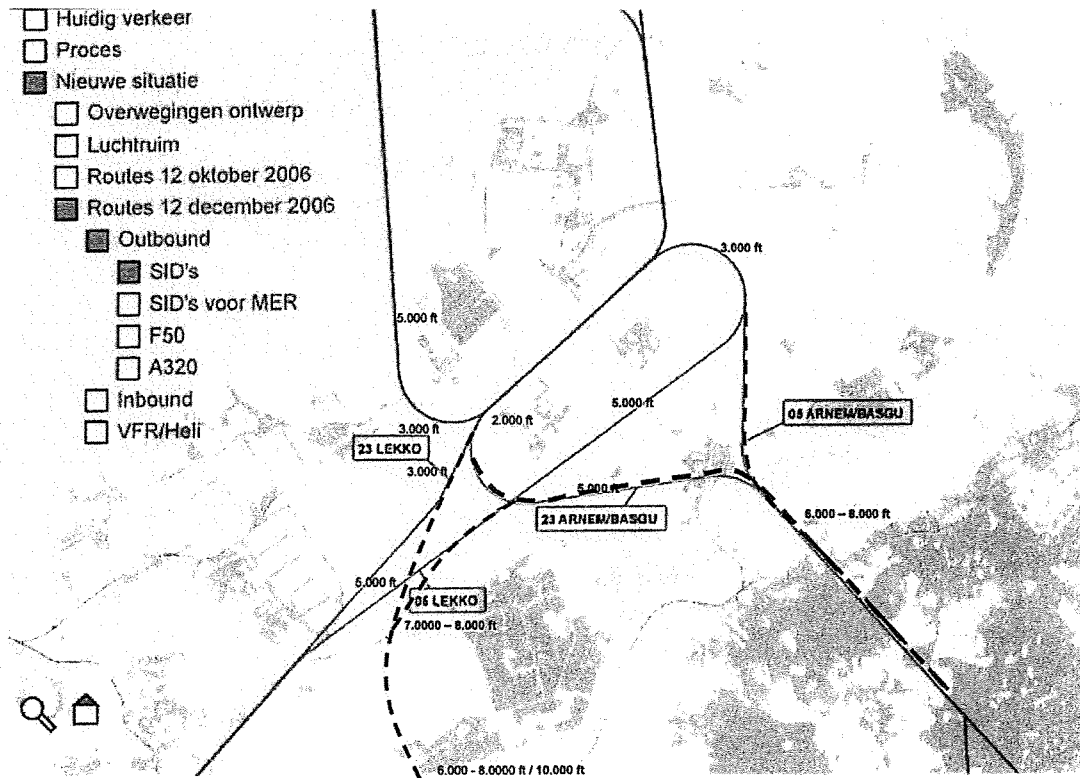 Huidig verkeer
Proces
Nieuwe situatie
Overwegingen ontwerp
Luchtruim
Routes 12 oktober 2006
Routes 12 december 2006
Outbound
SID's
SID's voor MER
F50
A320
Inbound
VFR/Heli
3.000 ft
5.000 ft
5.000 ft
05 ARNEM/BASGU
2.000 ft
3.000 ft
23 LEKKO
3.000 ft
5.000 ft
23 ARNEM/BASGU
6.000 – 8.000 ft
5.000 ft
05 LEKKO
7.0000 – 8.000 ft
6.000 - 8.0000 ft / 10.000 ft